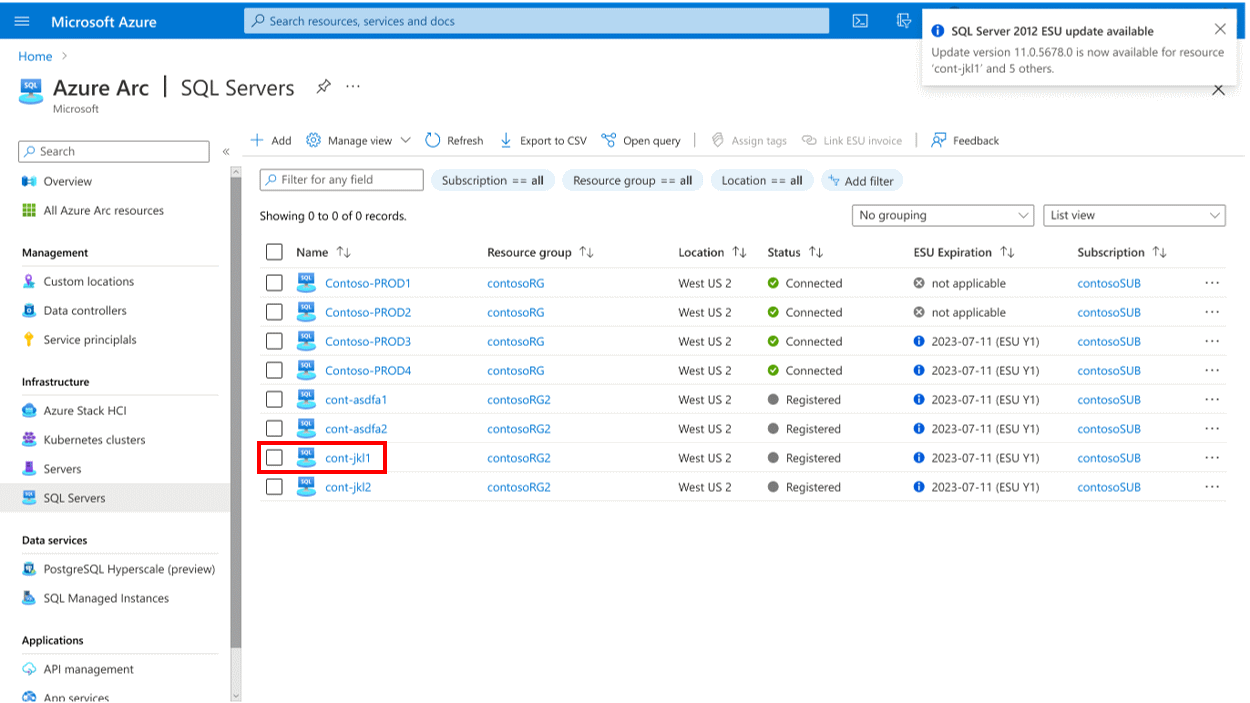 Microsoft Azure
Search resources, services and docs
SQL Server 2012 ESU update available
Update version 11.0.5678.0 is now available for resource
'cont-jkl1' and 5 others.
Home
Azure Arc | SQL Servers
Microsoft
Search
Overview
All Azure Arc resources
Management
Custom locations
Data controllers
Service principals
Infrastructure
Azure Stack HCI
Kubernetes clusters
Servers
SQL Servers
Data services
PostgreSQL Hyperscale (preview)
SQL Managed Instances
Applications
API management
App services
Add Manage view Refresh Export to CSV Open query Assign tags Link ESU invoice Feedback
Filter for any field Subscription == all Resource group == all Location == all Add filter
Showing 0 to 0 of 0 records. No grouping List view
Name Resource group Location Status ESU Expiration Subscription
SQL Contoso-PROD1 contosoRG West US 2 Connected not applicable contosoSUB
SQL Contoso-PROD2 contosoRG West US 2 Connected not applicable contosoSUB
SQL Contoso-PROD3 contosoRG West US 2 Connected 2023-07-11 (ESU Y1) contosoSUB
SQL Contoso-PROD4 contosoRG West US 2 Connected 2023-07-11 (ESU Y1) contosoSUB
SQL cont-asdfa1 contosoRG2 West US 2 Registered 2023-07-11 (ESU Y1) contosoSUB
SQL cont-asdfa2 contosoRG2 West US 2 Registered 2023-07-11 (ESU Y1) contosoSUB
SQL cont-jkl1 contosoRG2 West US 2 Registered 2023-07-11 (ESU Y1) contosoSUB
SQL cont-jkl2 contosoRG2 West US 2 Registered 2023-07-11 (ESU Y1) contosoSUB